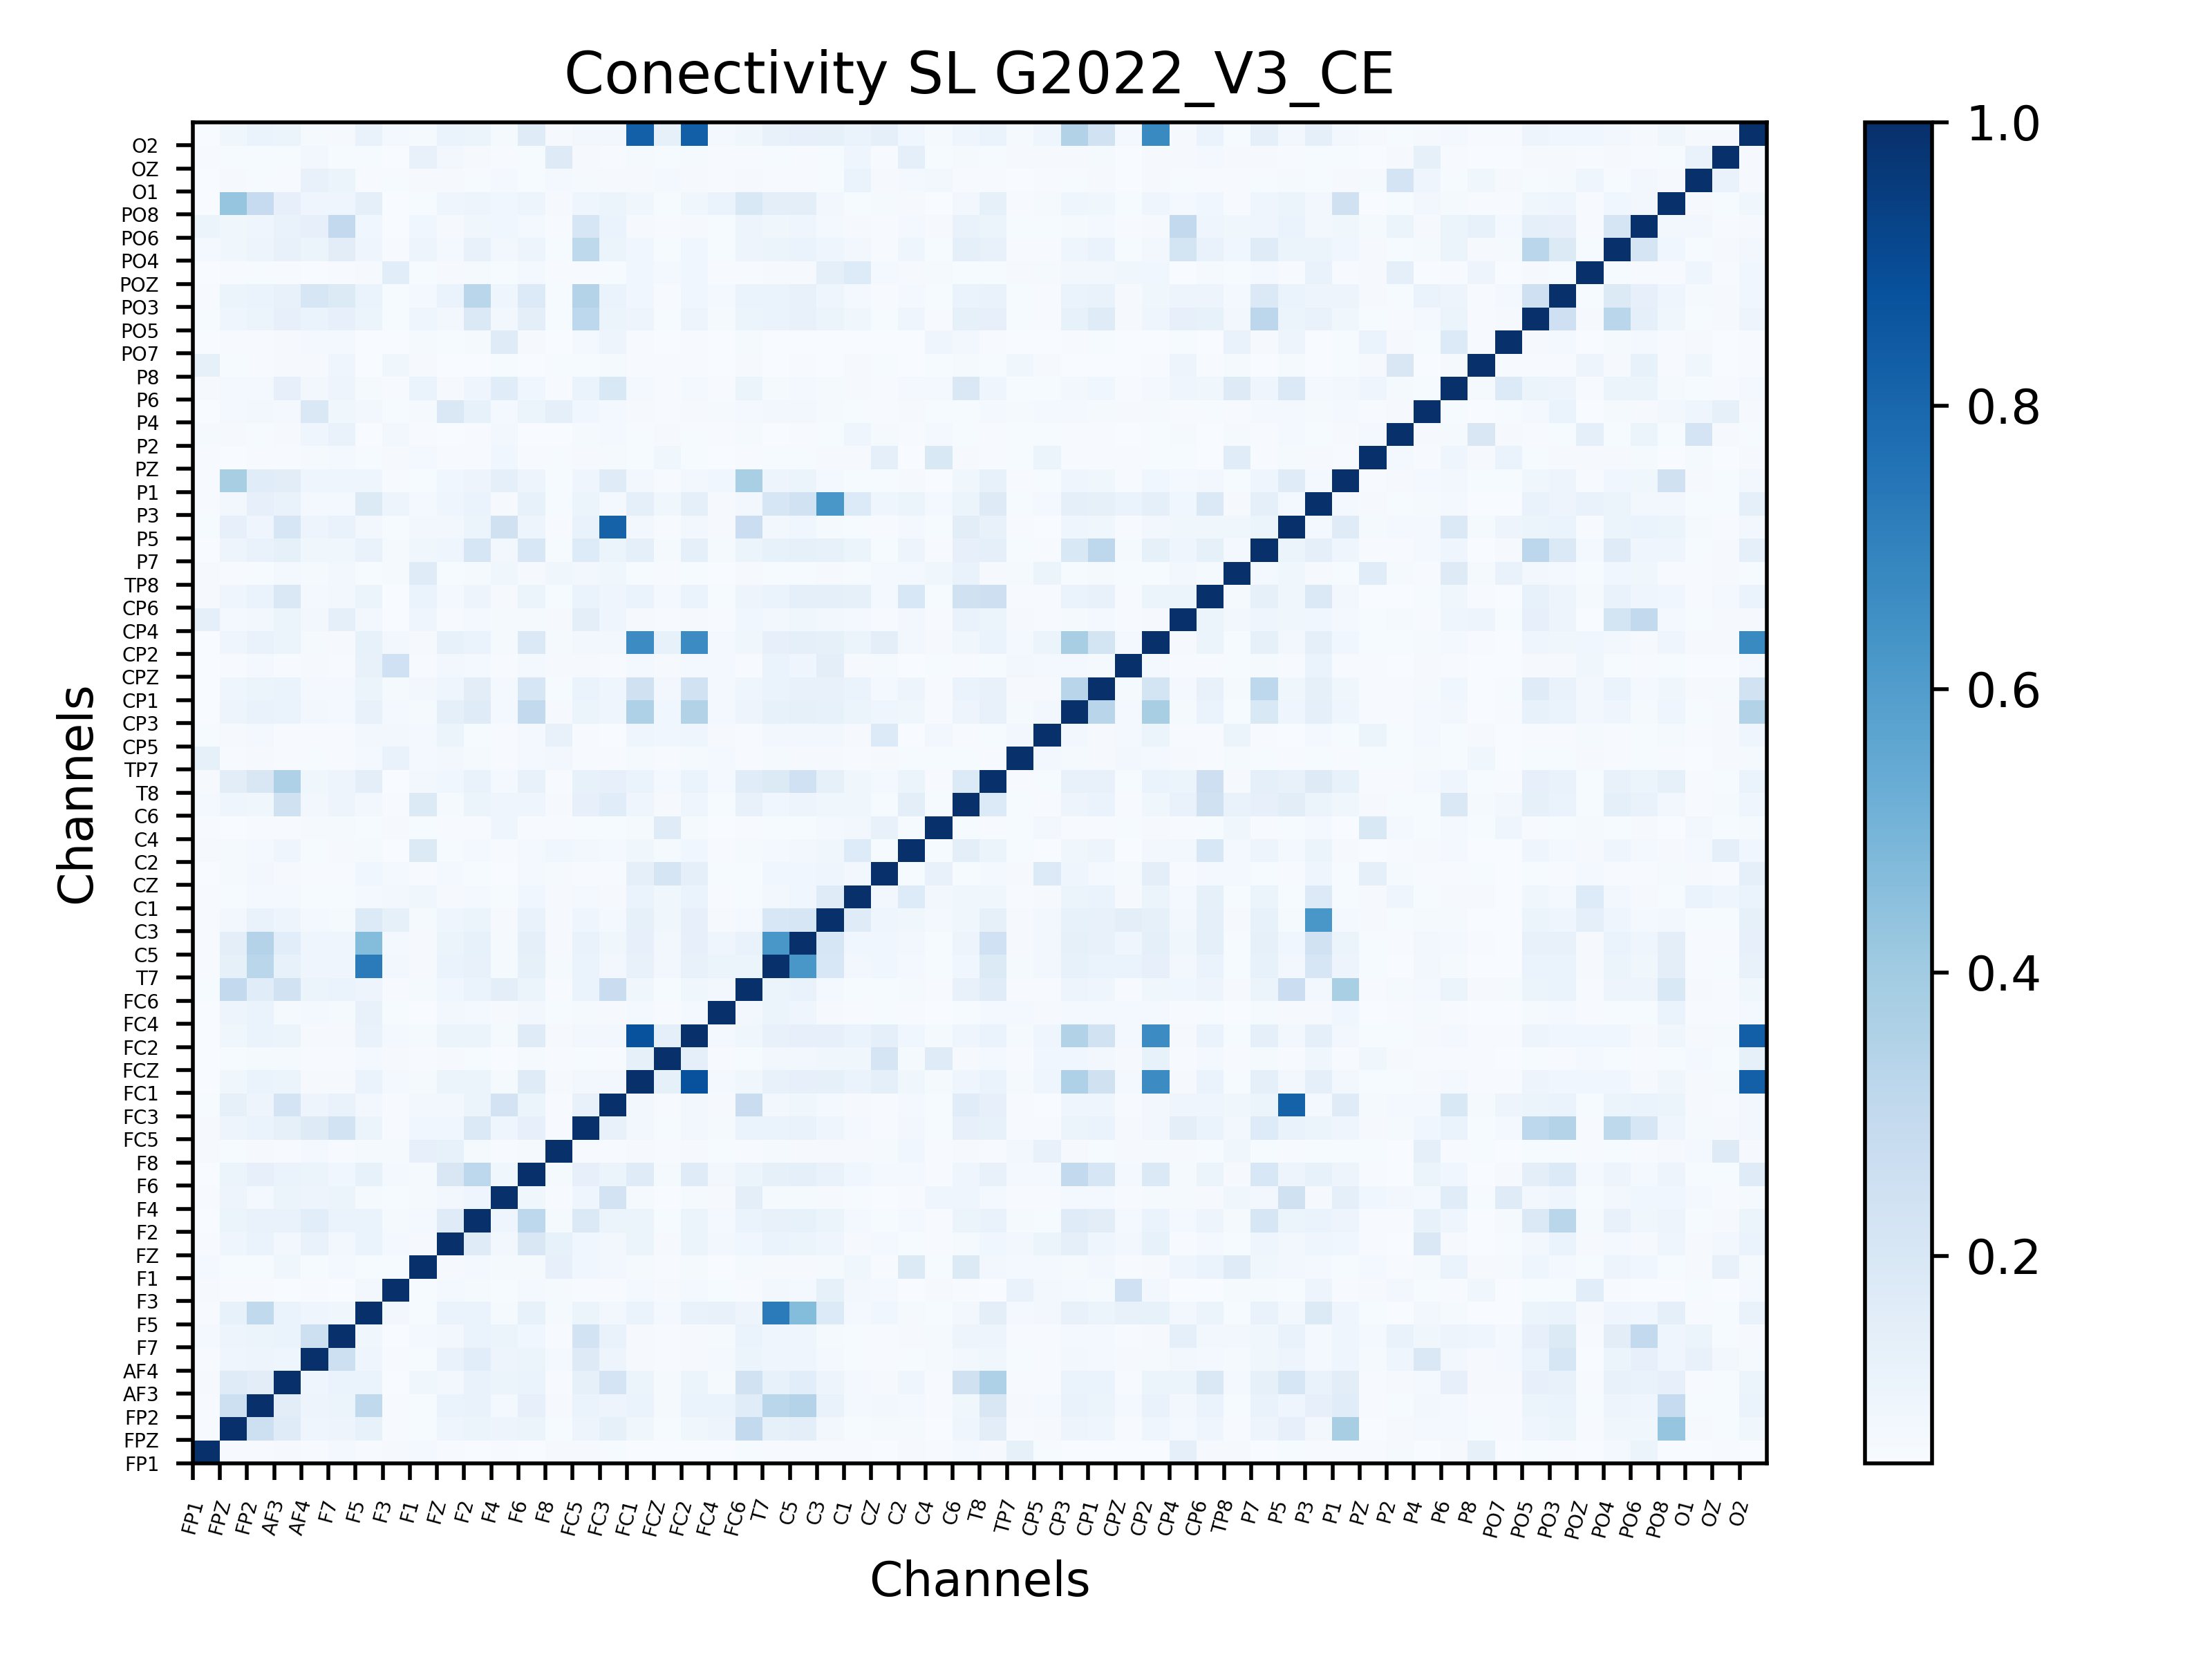 Conectivity SL G2022_V3_CE
O2
OZ
O1
PO8
PO6
PO4
POZ
PO3
PO5
PO7
P8
P6
P4
P2
PZ
P1
P3
P5
P7
TP8
CP6
CP4
CP2
CPZ
CP1
CP3
CP5
TP7
T8
C6
C4
C2
CZ
C1
C3
C5
T7
FC6
FC4
FC2
FCZ
FC1
FC3
FC5
F8
F6
F4
F2
FZ
F1
F3
F5
F7
AF4
AF3
FP2
FPZ
FP1
Channels
FP1 FPZ FP2 AF3 AF4 F7 F5 F3 F1 FZ F2 F4 F6 F8 FC5 FC3 FC1 FCZ FC2 FC4 FC6 T7 C5 C3 C1 CZ C2 C4 C6 T8 TP7 CP5 CP3 CP1 CPZ CP2 CP4 CP6 TP8 P7 P5 P3 P1 PZ P2 P4 P6 P8 PO7 PO5 PO3 POZ PO4 PO6 PO8 O1 OZ O2
Channels
1.0
0.8
0.6
0.4
0.2